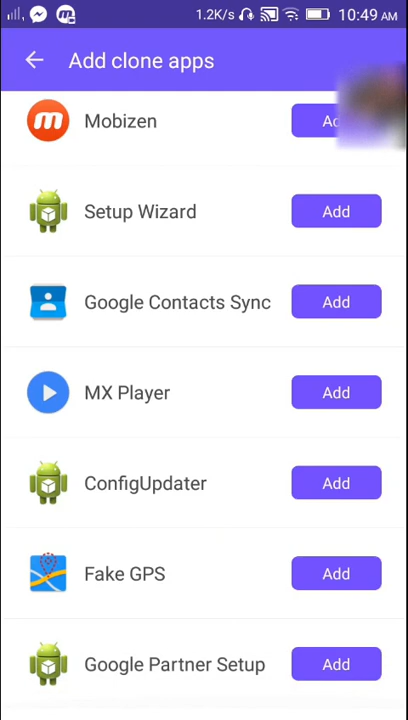 1.2K/s 10:49 AM
Add clone apps
Mobizen Ad
Setup Wizard Add
Google Contacts Sync Add
MX Player Add
ConfigUpdater Add
Fake GPS Add
Google Partner Setup Add